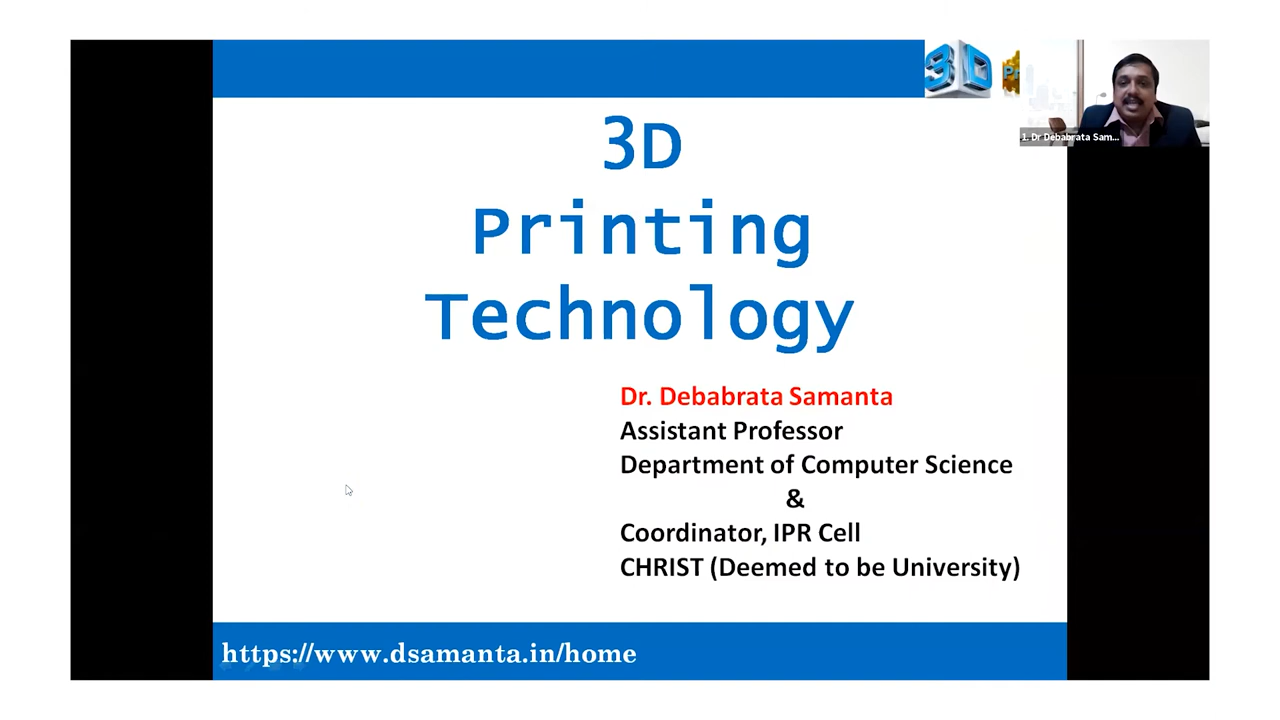 3D
1. Dr Debabrata Sam...
3D
Printing
Technology
Dr. Debabrata Samanta
Assistant Professor
Department of Computer Science
&
Coordinator, IPR Cell
CHRIST (Deemed to be University)
https://www.dsamanta.in/home